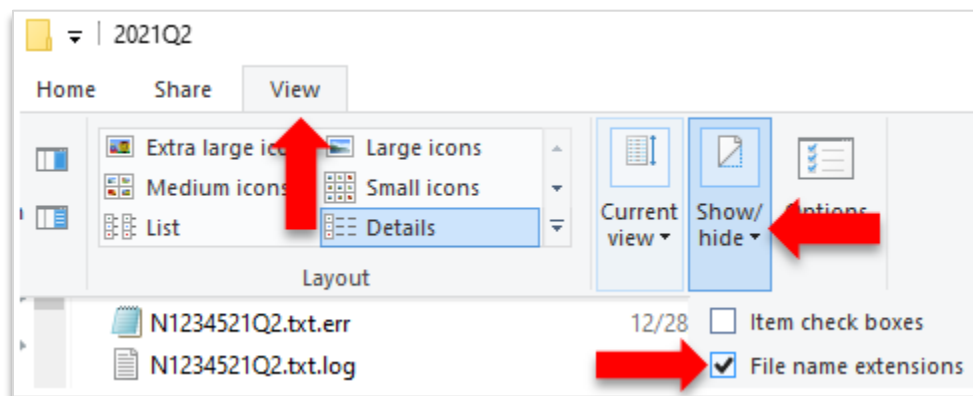 2021Q2
Home Share View
Extra large Large icons
Medium icons Small icons
List Details
Current view
Show/ hide
Options
Layout
N1234521Q2.txt.err 12/28
N1234521Q2.txt.log
Item check boxes
File name extensions